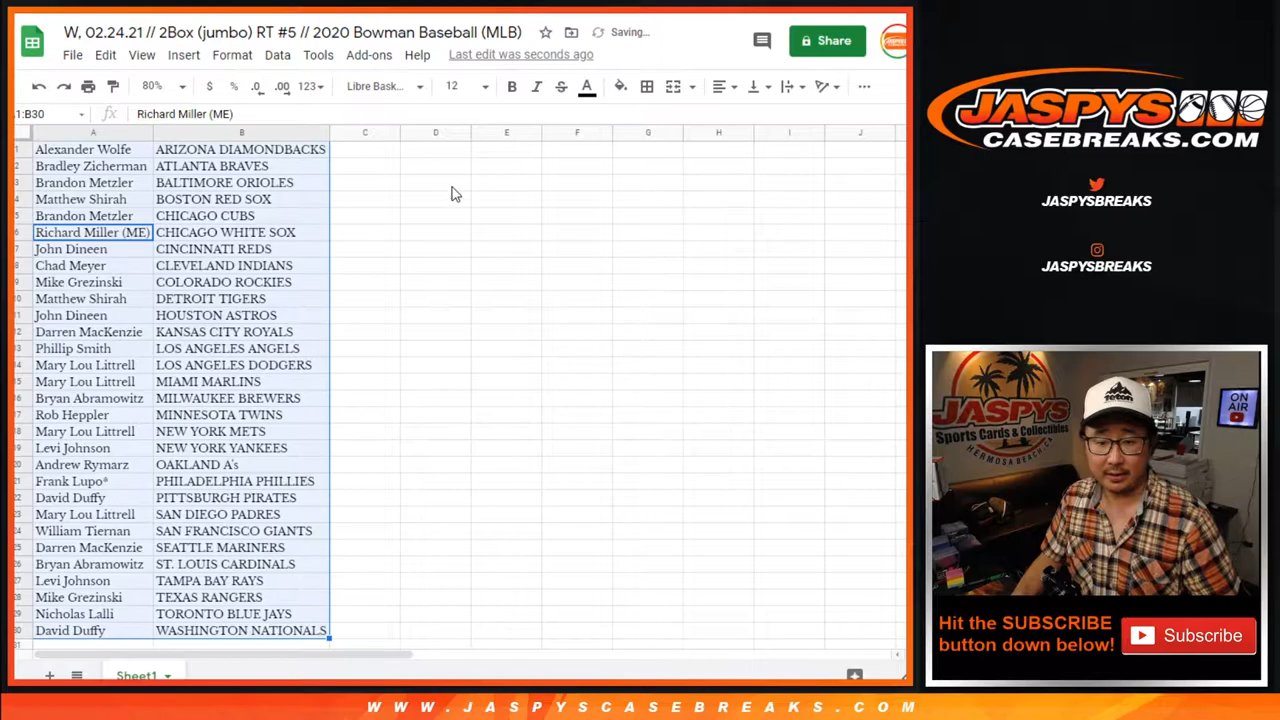 W, 02.24.21 // 2Box (jumbo) RT #5 // 2020 Bowman Baseball (MLB)
Saving...
File Edit View Insert Format Data Tools Add-ons Help Last edit was seconds ago
Share
80% $ % .0 .00 123 Libre Bask... 12 B I S A
1:B30 fx Richard Miller (ME)
A B C D E F G H I J
1 Alexander Wolfe ARIZONA DIAMONDBACKS
2 Bradley Zicherman ATLANTA BRAVES
3 Brandon Metzler BALTIMORE ORIOLES
4 Matthew Shirah BOSTON RED SOX
5 Brandon Metzler CHICAGO CUBS
6 Richard Miller (ME) CHICAGO WHITE SOX
7 John Dineen CINCINNATI REDS
8 Chad Meyer CLEVELAND INDIANS
9 Mike Grezinski COLORADO ROCKIES
10 Matthew Shirah DETROIT TIGERS
11 John Dineen HOUSTON ASTROS
12 Darren MacKenzie KANSAS CITY ROYALS
13 Phillip Smith LOS ANGELES ANGELS
14 Mary Lou Littrell LOS ANGELES DODGERS
15 Mary Lou Littrell MIAMI MARLINS
16 Bryan Abramowitz MILWAUKEE BREWERS
17 Rob Heppler MINNESOTA TWINS
18 Mary Lou Littrell NEW YORK METS
19 Levi Johnson NEW YORK YANKEES
20 Andrew Rymarz OAKLAND A's
21 Frank Lupo* PHILADELPHIA PHILLIES
22 David Duffy PITTSBURGH PIRATES
23 Mary Lou Littrell SAN DIEGO PADRES
24 William Tiernan SAN FRANCISCO GIANTS
25 Darren MacKenzie SEATTLE MARINERS
26 Bryan Abramowitz ST. LOUIS CARDINALS
27 Levi Johnson TAMPA BAY RAYS
28 Mike Grezinski TEXAS RANGERS
29 Nicholas Lalli TORONTO BLUE JAYS
30 David Duffy WASHINGTON NATIONALS
31
Sheet1
JASPYS
CASEBREAKS.COM
JASPYSBREAKS
JASPYSBREAKS
JASPYS
Sports Cards & Collectibles
HERMOSA BEACH, CA
ON
AIR
Teton
Hit the SUBSCRIBE
button down below!
Subscribe
WWW.JASPYSCASEBREAKS.COM